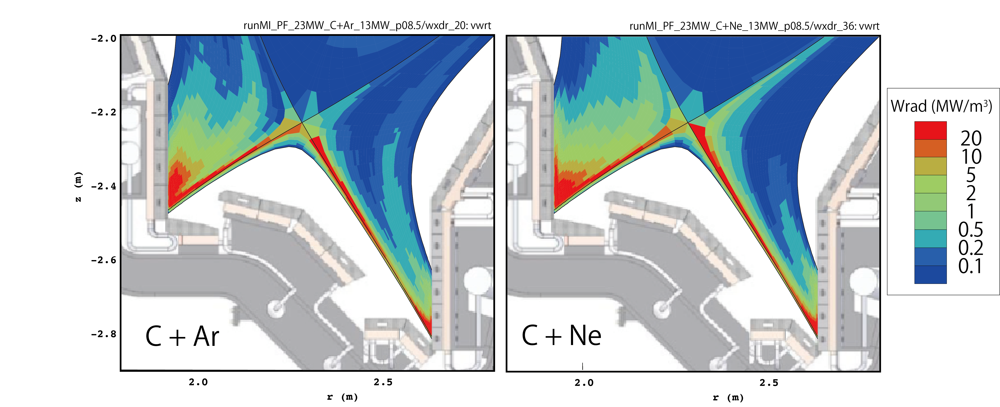 runMI_PF_23MW_C+Ar_13MW_p08.5/wxdr_20: vwrt
runMI_PF_23MW_C+Ne_13MW_p08.5/wxdr_36: vwrt
-2.0
-2.2
-2.4
-2.6
-2.8
z (m)
C + Ar
2.0
2.5
r (m)
C + Ne
2.0
2.5
r (m)
Wrad (MW/m³)
20
10
5
2
1
0.5
0.2
0.1